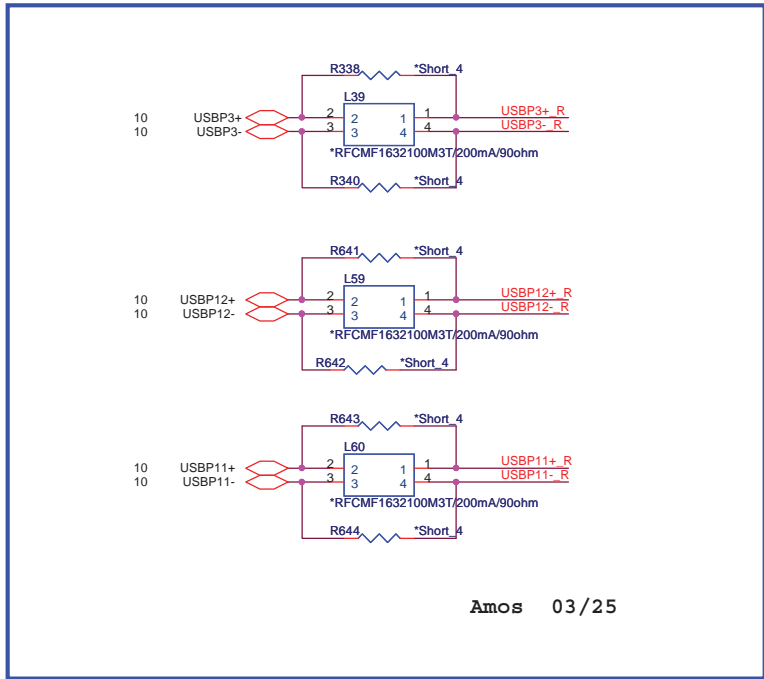 R338 *Short_4
L39
10 USBP3+ 2 2 1 1 USBP3+_R
10 USBP3- 3 3 4 4 USBP3-_R
*RFCMF1632100M3T/200mA/90ohm
R340 *Short_4
R641 *Short_4
L59
10 USBP12+ 2 2 1 1 USBP12+_R
10 USBP12- 3 3 4 4 USBP12-_R
*RFCMF1632100M3T/200mA/90ohm
R642 *Short_4
R643 *Short_4
L60
10 USBP11+ 2 2 1 1 USBP11+_R
10 USBP11- 3 3 4 4 USBP11-_R
*RFCMF1632100M3T/200mA/90ohm
R644 *Short_4
Amos 03/25